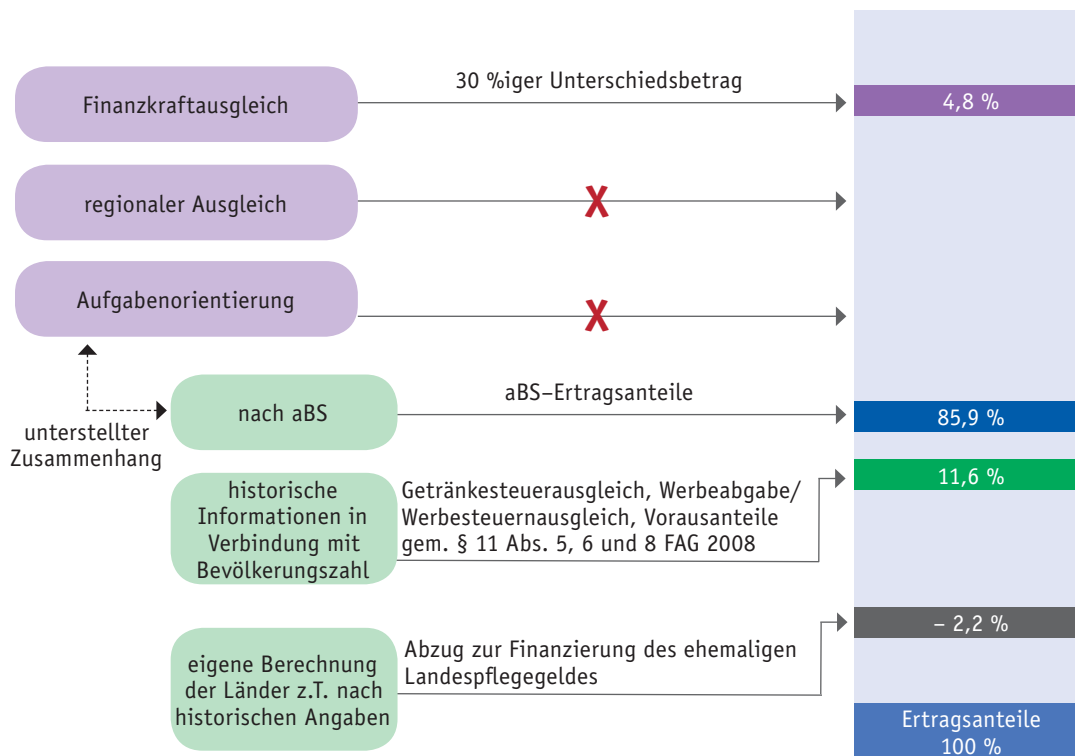 30 %iger Unterschiedsbetrag
Finanzkraftausgleich
4,8 %
regionaler Ausgleich
X
Aufgabenorientierung
X
aBS–Ertragsanteile
nach aBS
85,9 %
unterstellter
Zusammenhang
historische
Informationen in
Verbindung mit
Bevölkerungszahl
Getränkesteuerausgleich, Werbeabgabe/
Werbesteuernausgleich, Vorausanteile
gem. § 11 Abs. 5, 6 und 8 FAG 2008
11,6 %
eigene Berechnung
der Länder z.T. nach
historischen Angaben
Abzug zur Finanzierung des ehemaligen
Landespflegegeldes
– 2,2 %
Ertragsanteile
100 %